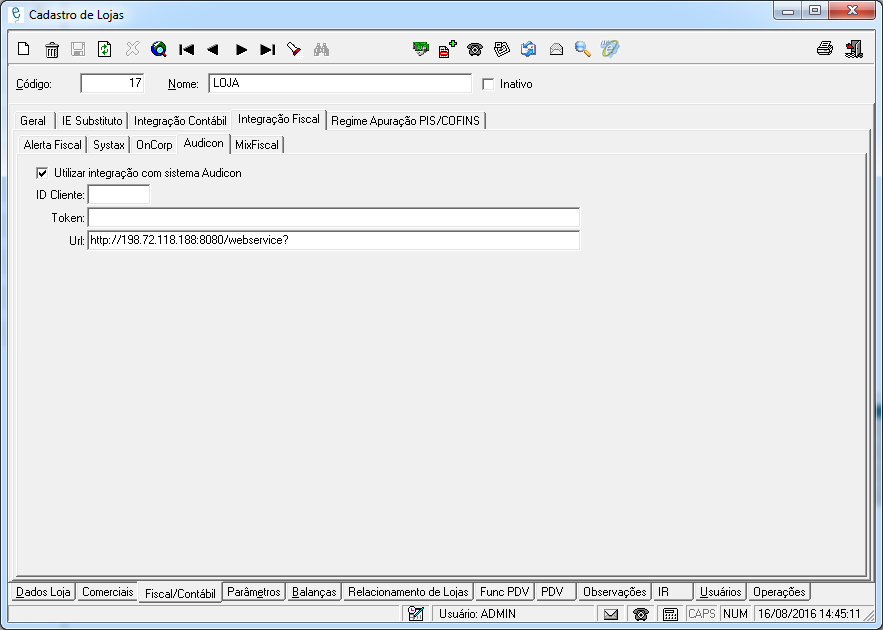 Cadastro de Lojas
Código: 17 Nome: LOJA Inativo
Geral IE Substituto Integração Contábil Integração Fiscal Regime Apuração PIS/COFINS
Alerta Fiscal Systax OnCorp Audicon MixFiscal
Utilizar integração com sistema Audicon
ID Cliente:
Token:
Url: http://198.72.118.188:8080/webservice?
Dados Loja Comerciais Fiscal/Contábil Parâmetros Balanças Relacionamento de Lojas Func PDV PDV Observações IR Usuários Operações
Usuário: ADMIN CAPS NUM 16/08/2016 14:45:11